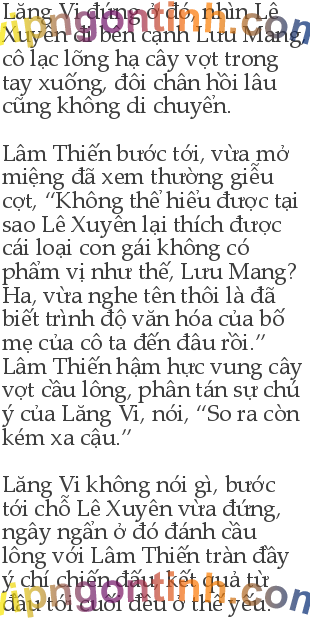 Lăng Vi đứng ở đó, nhìn Lê
Xuyên đi bên cạnh Lưu Mang,
cô lạc lõng hạ cây vợt trong
tay xuống, đôi chân hồi lâu
cũng không di chuyển.

Lâm Thiến bước tới, vừa mở
miệng đã xem thường giễu
cợt, “Không thể hiểu được tại
sao Lê Xuyên lại thích được
cái loại con gái không có
phẩm vị như thế, Lưu Mang?
Ha, vừa nghe tên thôi là đã
biết trình độ văn hóa của bố
mẹ của cô ta đến đâu rồi.”
Lâm Thiến hậm hực vung cây
vợt cầu lông, phân tán sự chú
ý của Lăng Vi, nói, “So ra còn
kém xa cậu.”

Lăng Vi không nói gì, bước
tới chỗ Lê Xuyên vừa đứng,
ngây ngẩn ở đó đánh cầu
lông với Lâm Thiến tràn đầy
ý chí chiến đấu, kết quả từ
đầu tới cuối đều ở thế yếu.